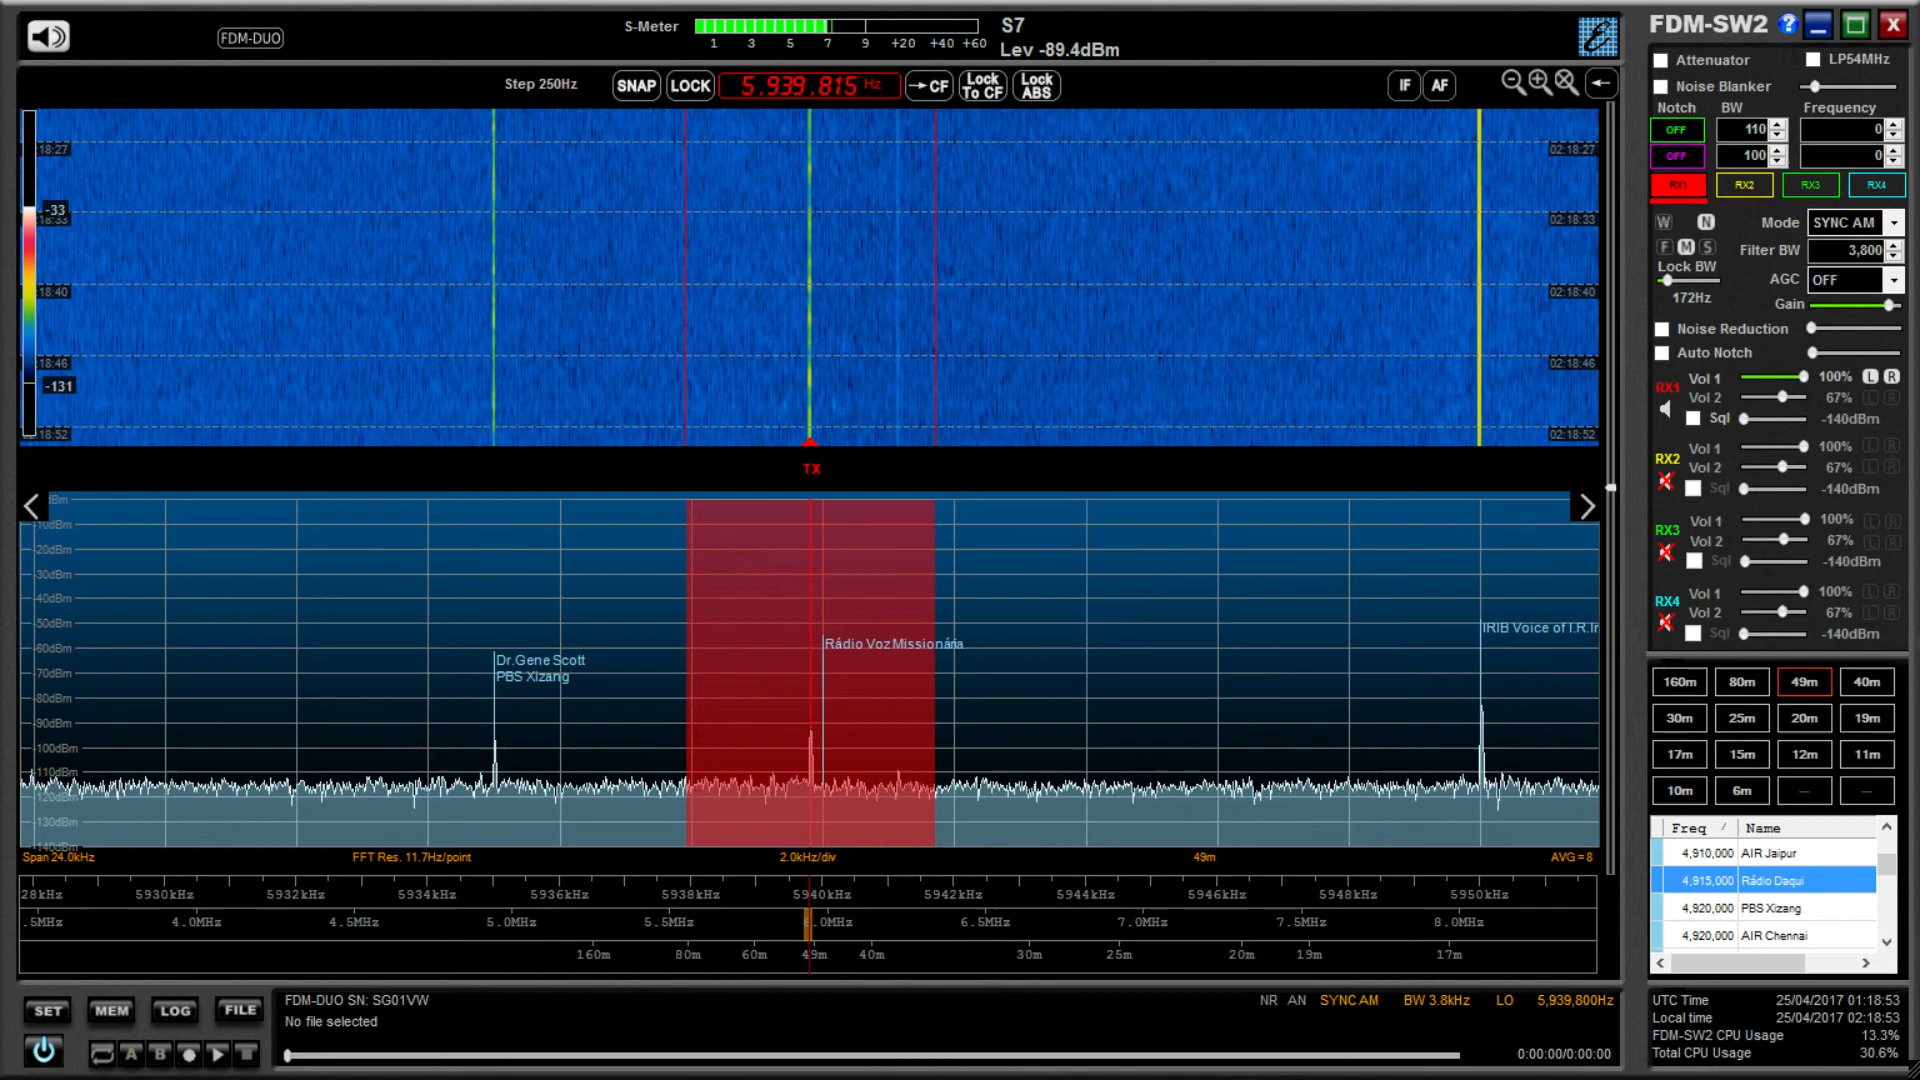 FDM-DUO
S-Meter
1 3 5 7 9 +20 +40 +60
S7
Lev -89.4dBm
FDM-SW2
?
X
Step 250Hz
SNAP
LOCK
5.939.815 Hz
→CF
Lock To CF
Lock ABS
IF
AF
Attenuator
LP54MHz
Noise Blanker
Notch BW Frequency
OFF 110 0
OFF 100 0
RX1 RX2 RX3 RX4
W N Mode SYNC AM
F M S Filter BW 3,800
Lock BW
AGC OFF
172Hz
Gain
Noise Reduction
Auto Notch
RX1 Vol 1 100% L R
Vol 2 67% L R
Sql -140dBm
RX2 Vol 1 100% L R
Vol 2 67% L R
Sql -140dBm
RX3 Vol 1 100% L R
Vol 2 67% L R
Sql -140dBm
RX4 Vol 1 100% L R
Vol 2 67% L R
Sql -140dBm
18:27 02:18:27
-33
18:33 02:18:33
18:40 02:18:40
18:46 02:18:46
-131
18:52 02:18:52
TX
dBm
-10dBm
-20dBm
-30dBm
-40dBm
-50dBm
-60dBm
-70dBm
-80dBm
-90dBm
-100dBm
-110dBm
-120dBm
-130dBm
-140dBm
Dr.Gene Scott
PBS Xizang
Rádio Voz Missionária
IRIB Voice of I.R.Ir
Span 24.0kHz FFT Res. 11.7Hz/point 2.0kHz/div 49m AVG=8
28kHz 5930kHz 5932kHz 5934kHz 5936kHz 5938kHz 5940kHz 5942kHz 5944kHz 5946kHz 5948kHz 5950kHz
.5MHz 4.0MHz 4.5MHz 5.0MHz 5.5MHz 6.0MHz 6.5MHz 7.0MHz 7.5MHz 8.0MHz
160m 80m 60m 49m 40m 30m 25m 20m 19m 17m
160m 80m 49m 40m
30m 25m 20m 19m
17m 15m 12m 11m
10m 6m — —
Freq / Name
4,910,000 AIR Jaipur
4,915,000 Rádio Daqui
4,920,000 PBS Xizang
4,920,000 AIR Chennai
SET MEM LOG FILE
A B
FDM-DUO SN: SG01VW
No file selected
NR AN SYNC AM BW 3.8kHz LO 5,939,800Hz
0:00:00/0:00:00
UTC Time 25/04/2017 01:18:53
Local time 25/04/2017 02:18:53
FDM-SW2 CPU Usage 13.3%
Total CPU Usage 30.6%